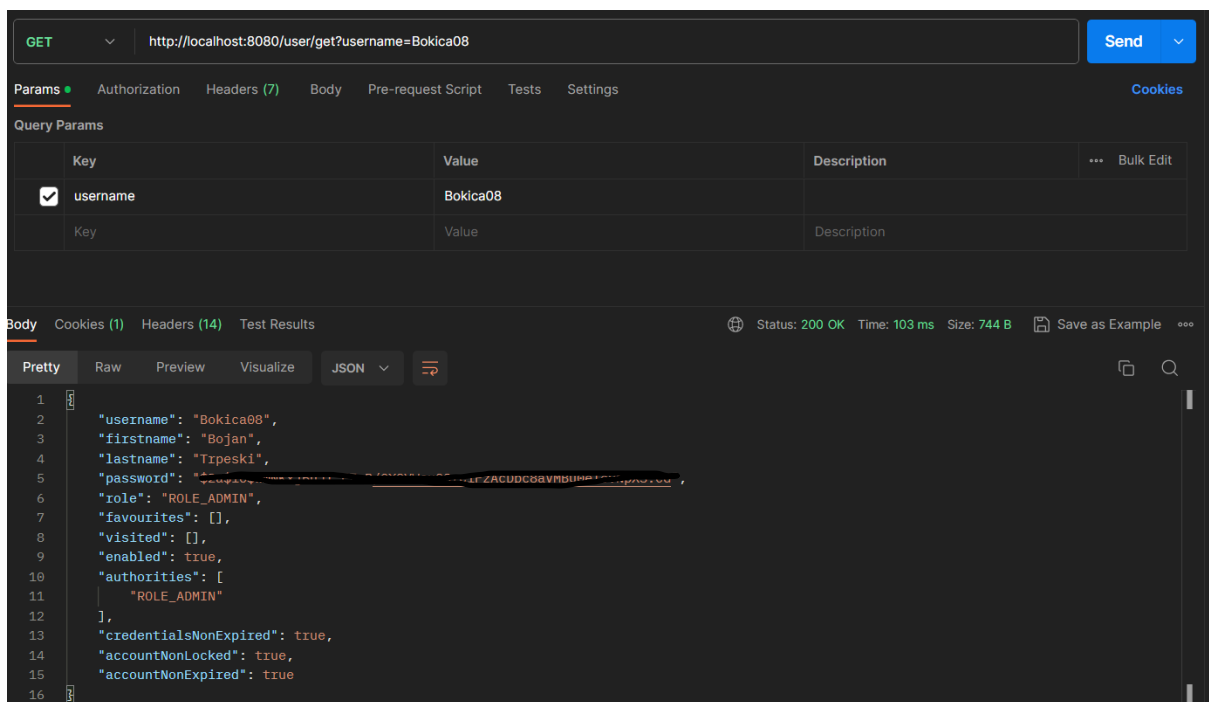 GET http://localhost:8080/user/get?username=Bokica08 Send
Params Authorization Headers (7) Body Pre-request Script Tests Settings Cookies
Query Params
Key Value Description Bulk Edit
username Bokica08
Key Value Description
Body Cookies (1) Headers (14) Test Results Status: 200 OK Time: 103 ms Size: 744 B Save as Example
Pretty Raw Preview Visualize JSON
1 {
2 "username": "Bokica08",
3 "firstname": "Bojan",
4 "lastname": "Trpeski",
5 "password": "
6 "role": "ROLE_ADMIN",
7 "favourites": [],
8 "visited": [],
9 "enabled": true,
10 "authorities": [
11 "ROLE_ADMIN"
12 ],
13 "credentialsNonExpired": true,
14 "accountNonLocked": true,
15 "accountNonExpired": true
16 }